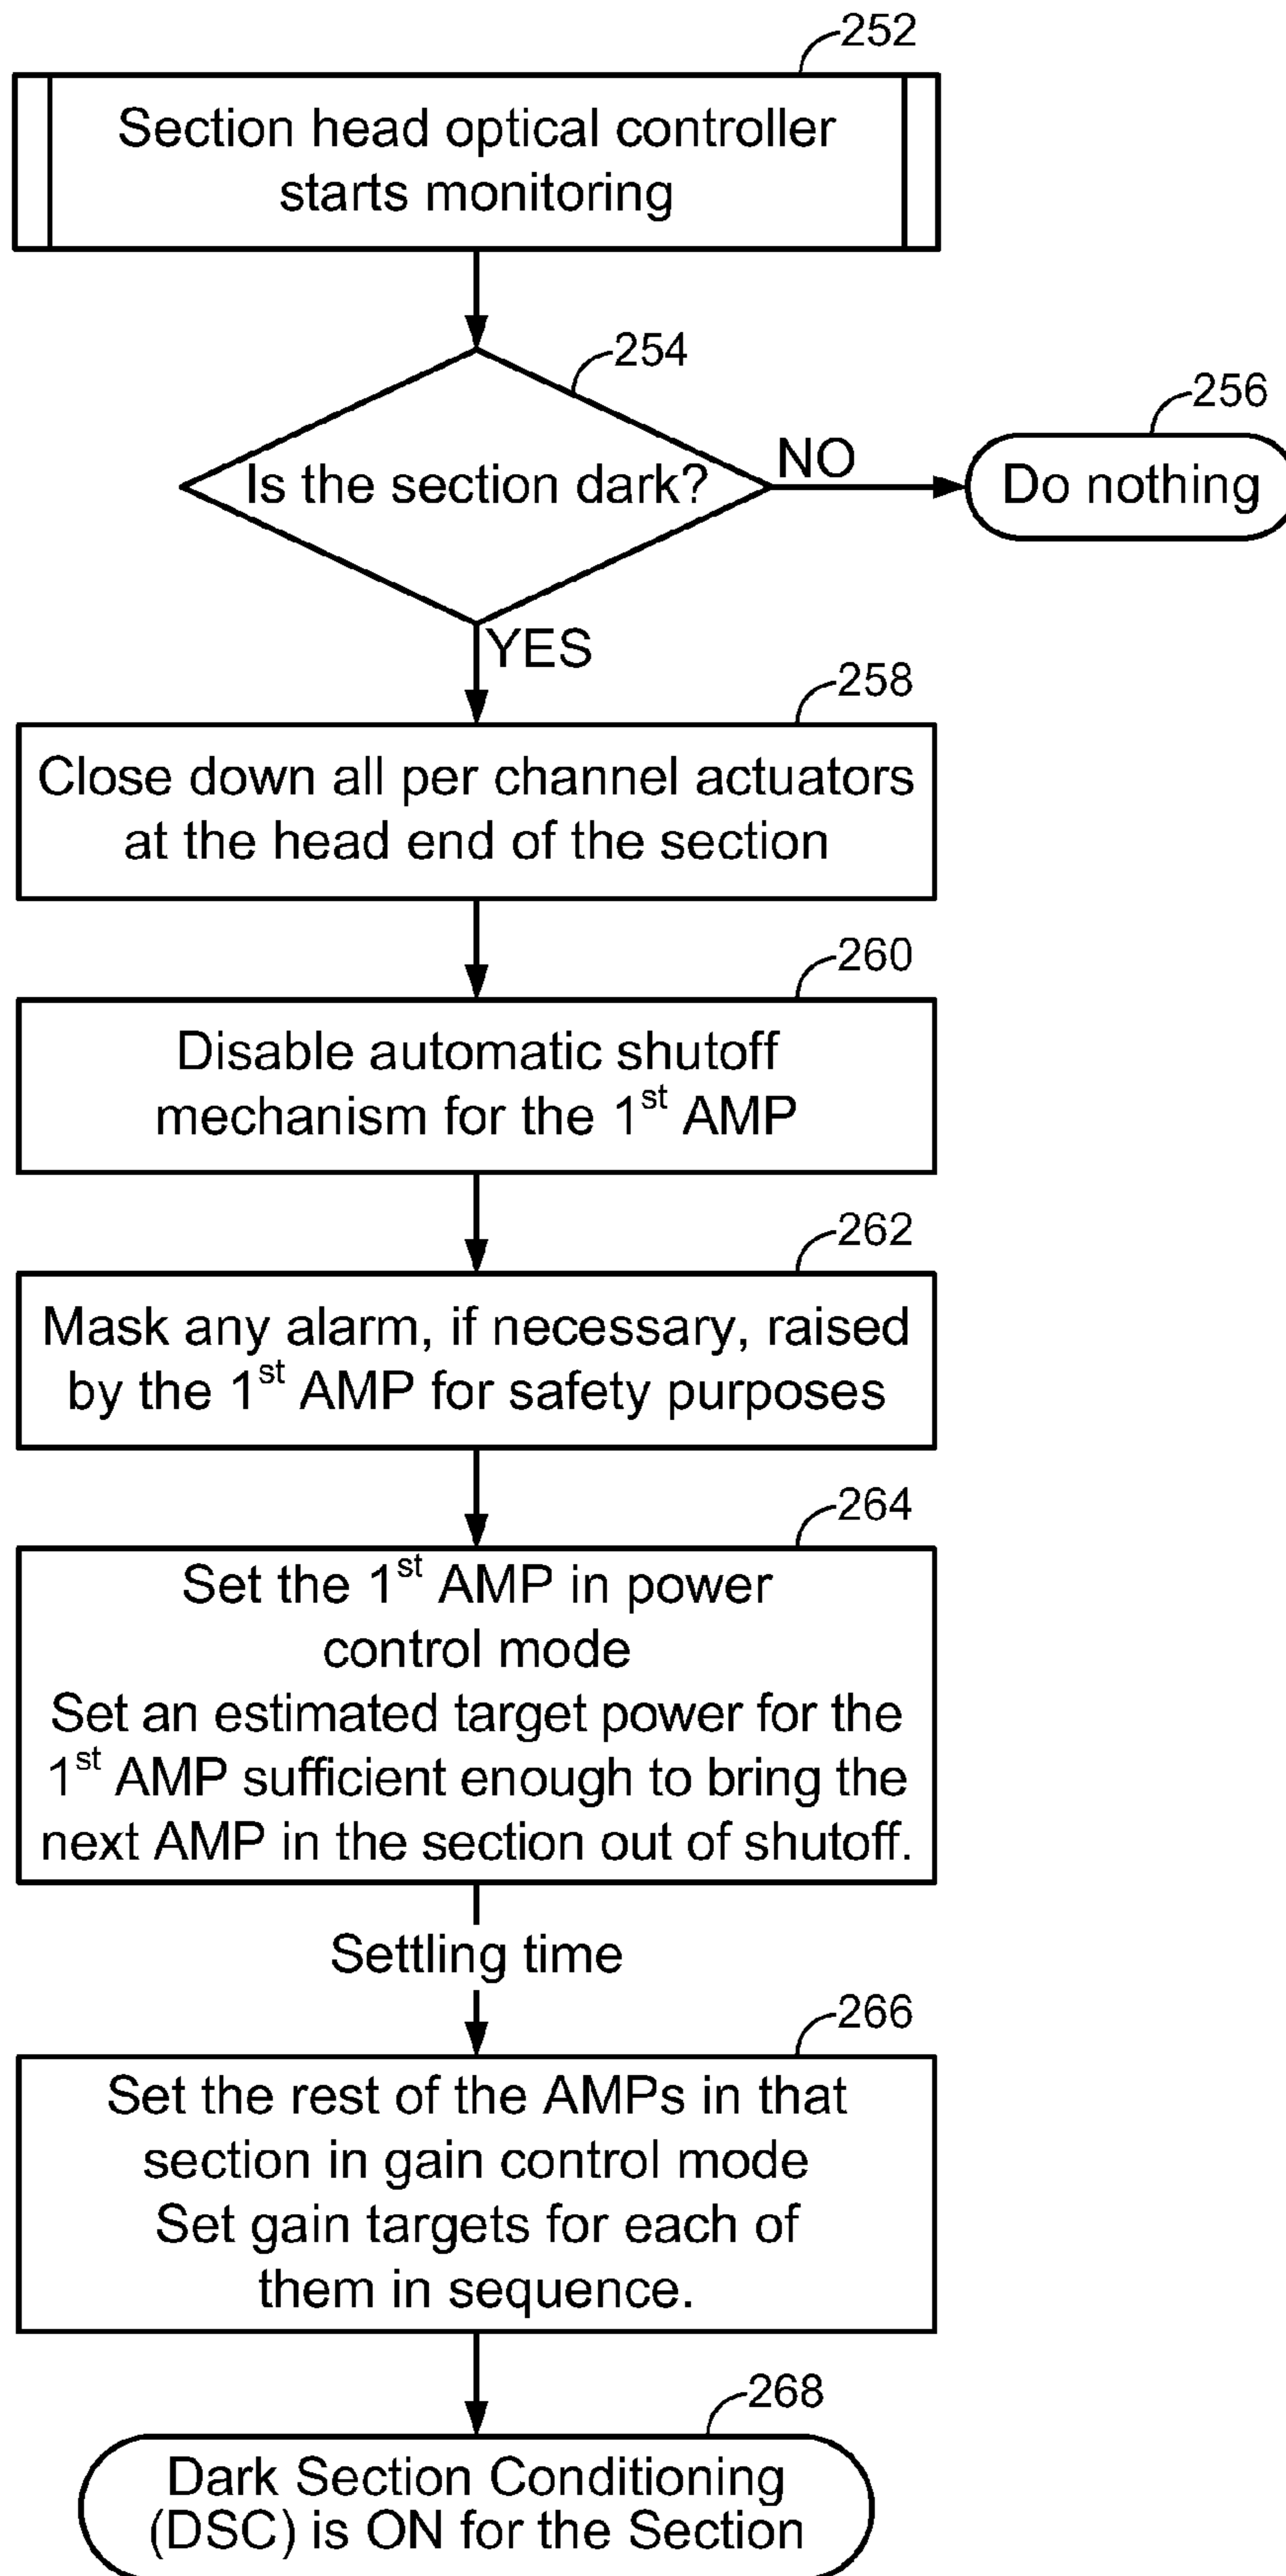 252
Section head optical controller
starts monitoring
254
Is the section dark?
NO
256
Do nothing
YES
258
Close down all per channel actuators
at the head end of the section
260
Disable automatic shutoff
mechanism for the 1st AMP
262
Mask any alarm, if necessary, raised
by the 1st AMP for safety purposes
264
Set the 1st AMP in power
control mode
Set an estimated target power for the
1st AMP sufficient enough to bring the
next AMP in the section out of shutoff.
Settling time
266
Set the rest of the AMPs in that
section in gain control mode
Set gain targets for each of
them in sequence.
268
Dark Section Conditioning
(DSC) is ON for the Section